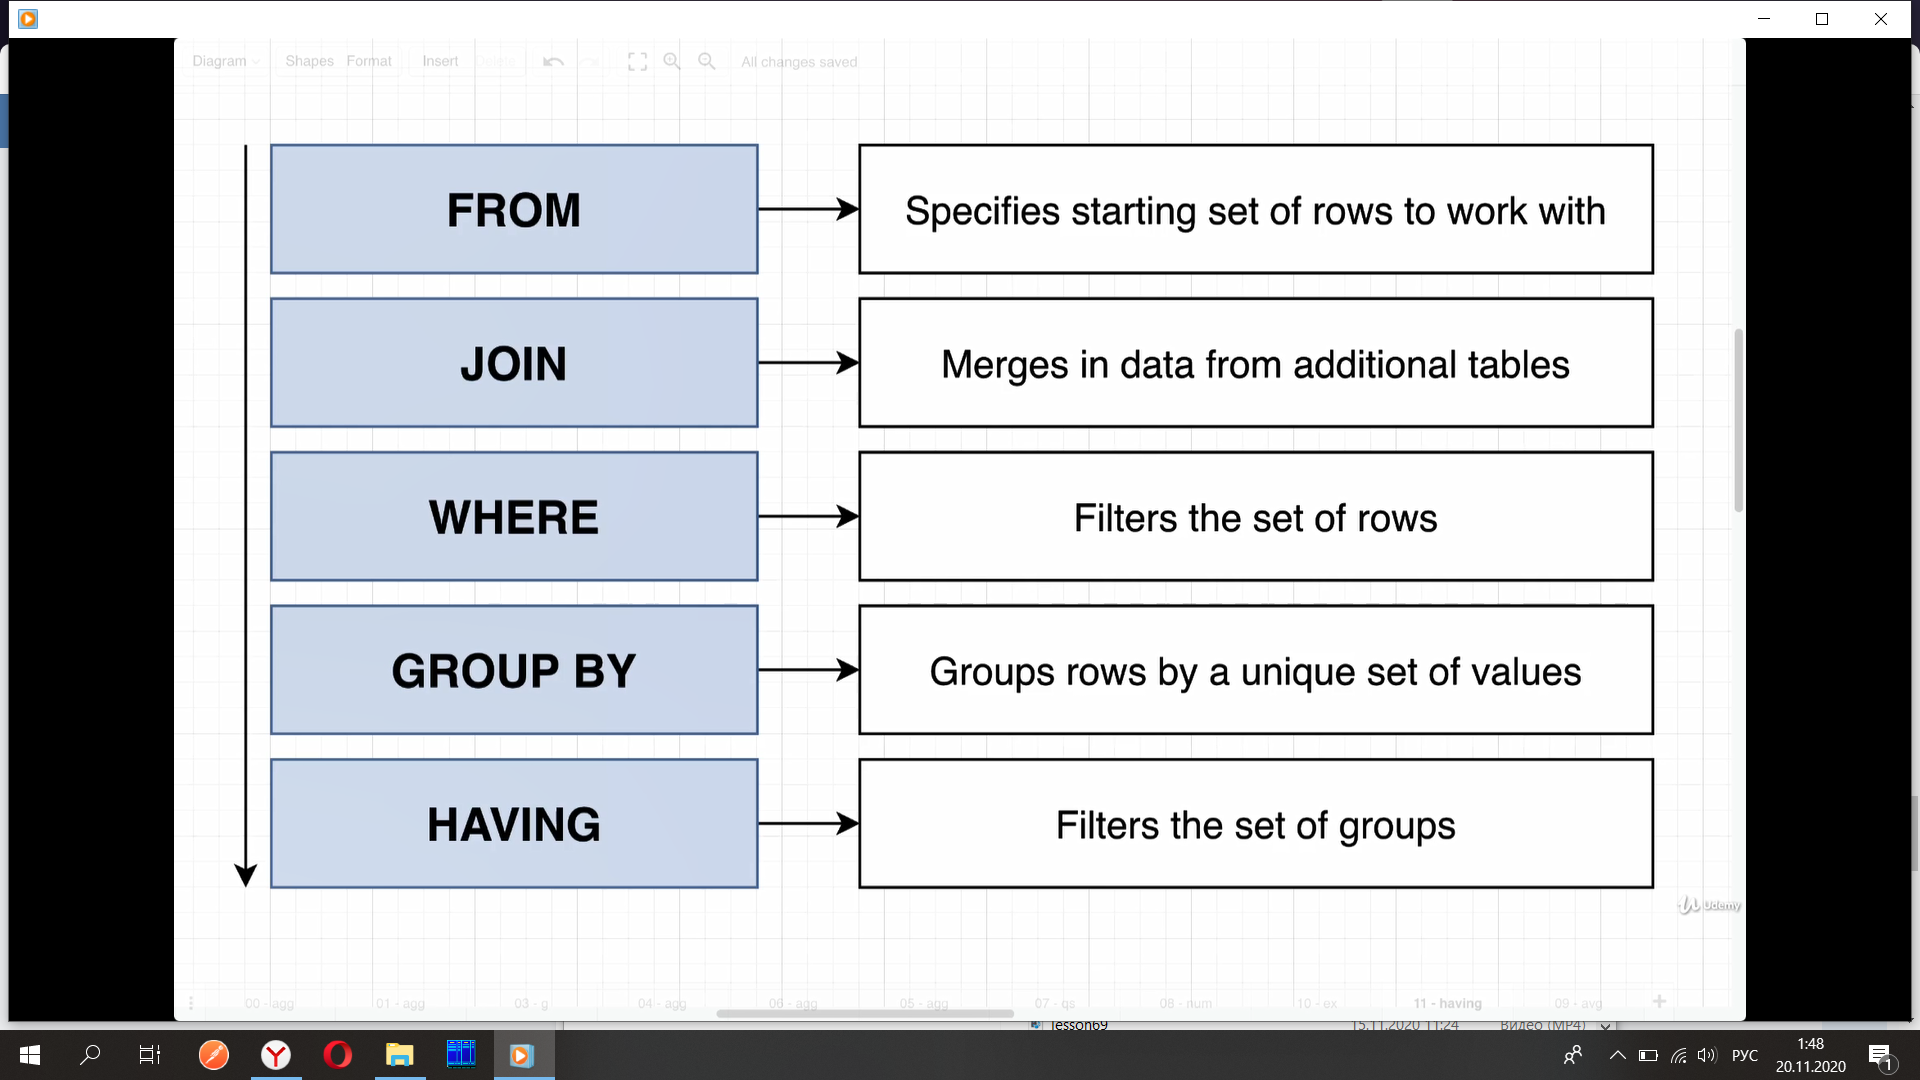 Diagram
Shapes
Format
Insert
All changes saved
FROM
Specifies starting set of rows to work with
JOIN
Merges in data from additional tables
WHERE
Filters the set of rows
GROUP BY
Groups rows by a unique set of values
HAVING
Filters the set of groups
Udemy
00 - agg
01 - agg
03 - g
04 - agg
06 - agg
05 - agg
07 - qs
08 - num
10 - ex
11 - having
09 - avg
lesson69
15.11.2020 11:24
Видео (MP4)
РУС
1:48
20.11.2020
1